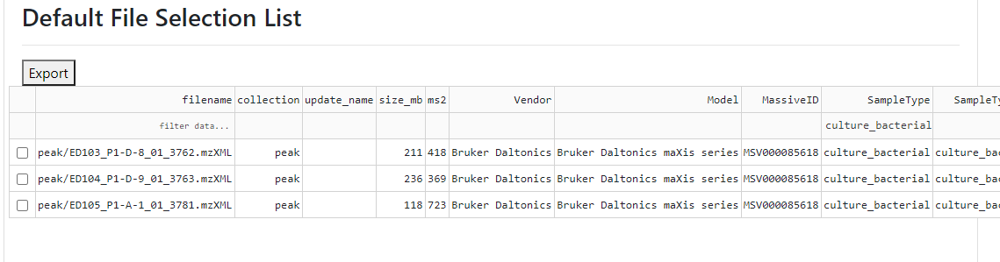 Default File Selection List
Export
filename collection update_name size_mb ms2 Vendor Model MassiveID SampleType SampleTy
filter data... culture_bacterial
peak/ED103_P1-D-8_01_3762.mzXML peak 211 418 Bruker Daltonics Bruker Daltonics maXis series MSV000085618 culture_bacterial culture_bac
peak/ED104_P1-D-9_01_3763.mzXML peak 236 369 Bruker Daltonics Bruker Daltonics maXis series MSV000085618 culture_bacterial culture_bac
peak/ED105_P1-A-1_01_3781.mzXML peak 118 723 Bruker Daltonics Bruker Daltonics maXis series MSV000085618 culture_bacterial culture_bac